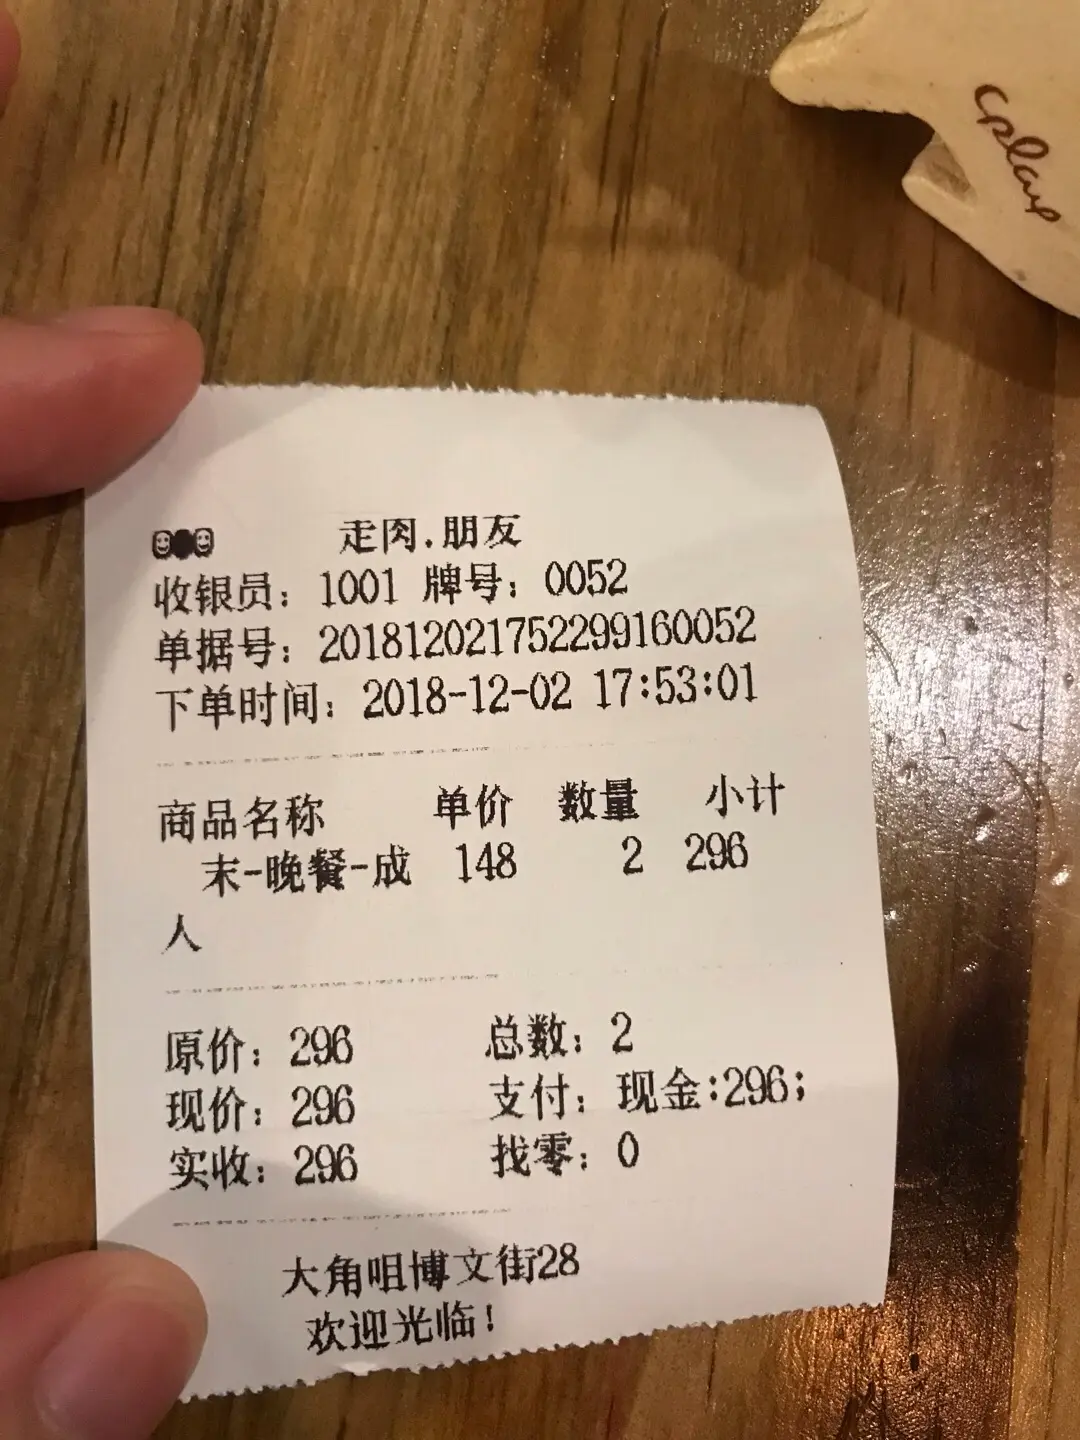 cplay
走肉.朋友
收银员：1001 牌号：0052
单据号：201812021752299160052
下单时间：2018-12-02 17:53:01
商品名称 单价 数量 小计
末-晚餐-成 148 2 296
人
原价：296 总数：2
现价：296 支付：现金:296;
实收：296 找零：0
大角咀博文街28
欢迎光临！